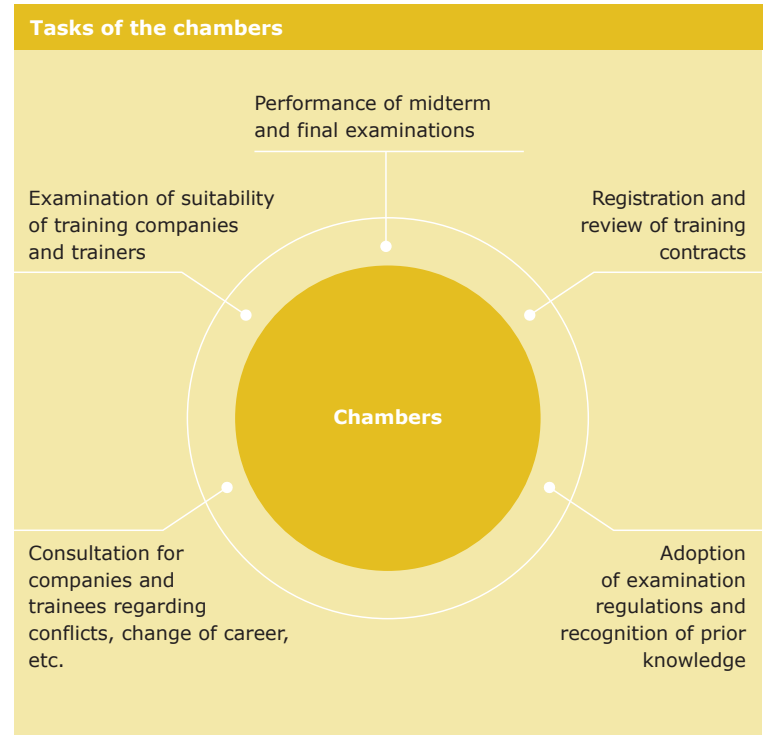 Tasks of the chambers
Performance of midterm
and final examinations
Examination of suitability
of training companies
and trainers
Registration and
review of training
contracts
Chambers
Consultation for
companies and
trainees regarding
conflicts, change of career,
etc.
Adoption
of examination
regulations and
recognition of prior
knowledge